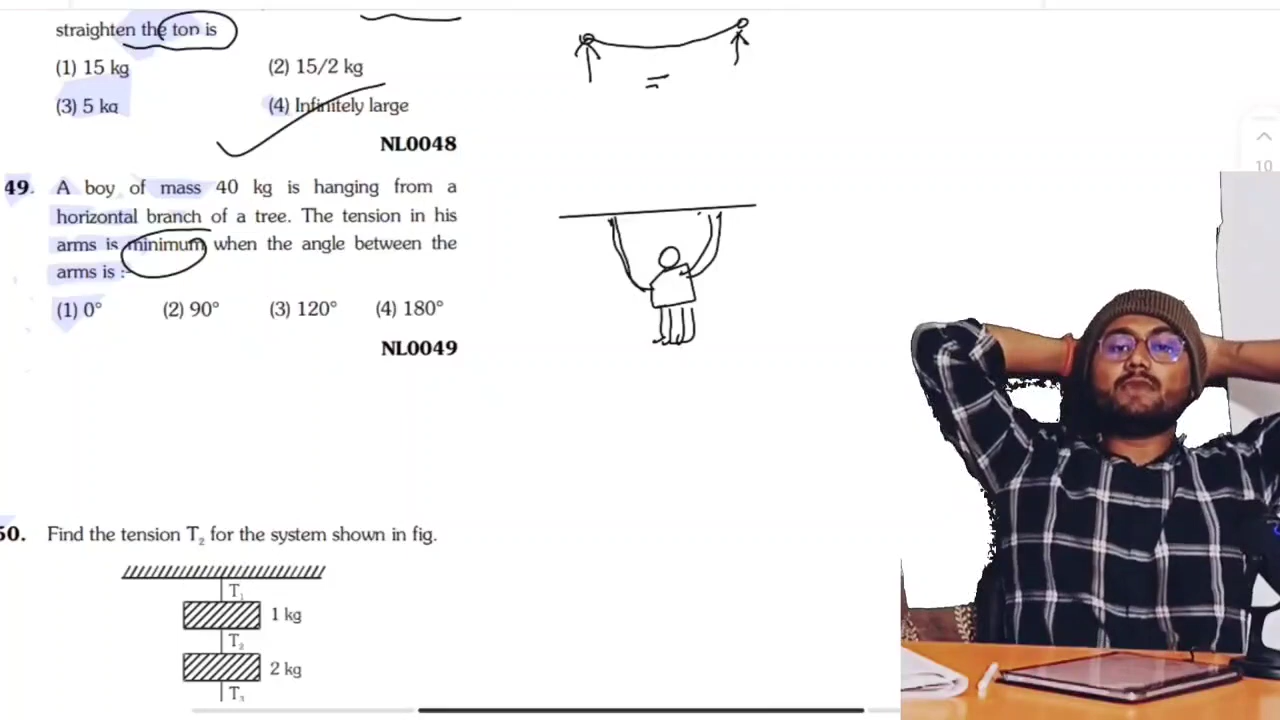 straighten the ton is
(1) 15 kg
(2) 15/2 kg
(3) 5 kg
(4) Infinitely large
NL0048
49. A boy of mass 40 kg is hanging from a
horizontal branch of a tree. The tension in his
arms is minimum when the angle between the
arms is :-
(1) 0°
(2) 90°
(3) 120°
(4) 180°
NL0049
50. Find the tension T₂ for the system shown in fig.
T₁
1 kg
T₂
2 kg
T₃
10